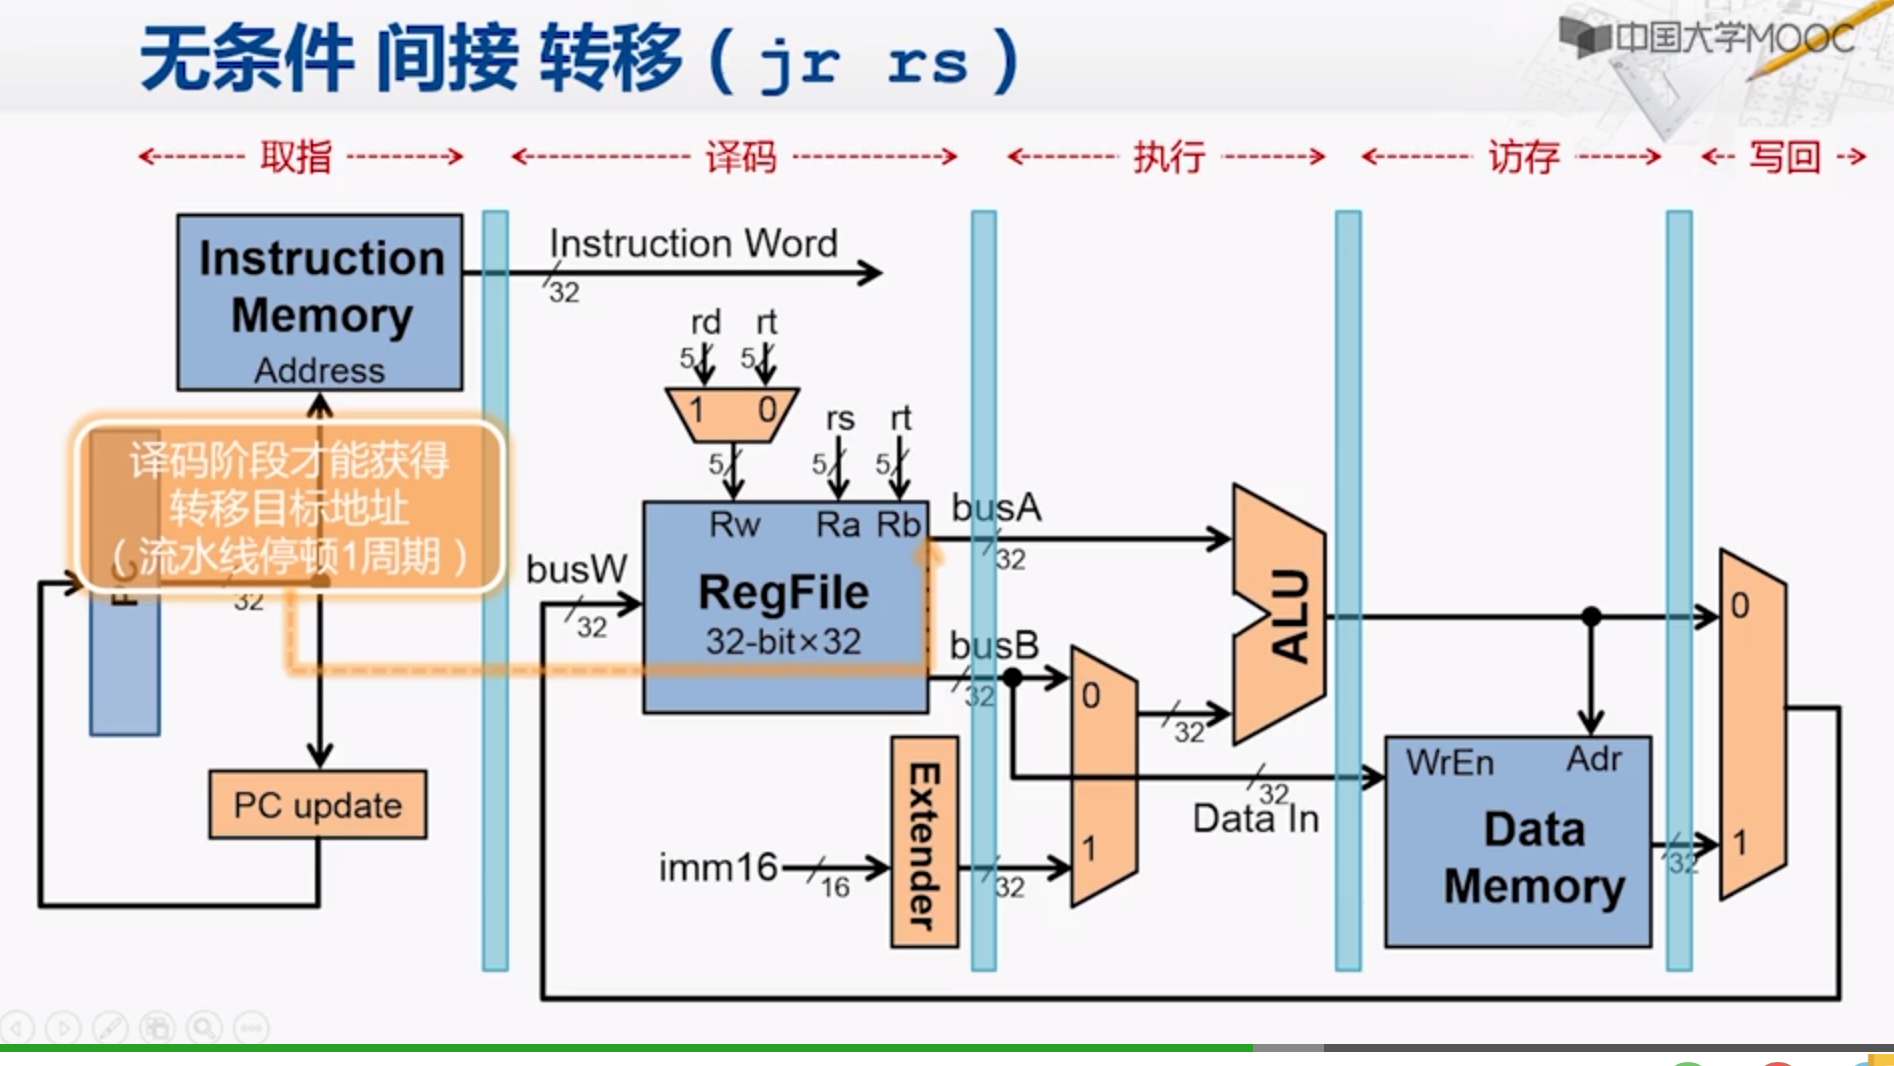 无条件 间接 转移 ( jr rs )
中国大学MOOC
取指
译码
执行
访存
写回
Instruction
Memory
Address
Instruction Word
32
rd rt
5 5
1 0
rs rt
5 5 5
译码阶段才能获得
转移目标地址
（流水线停顿1周期）
PC
32
PC update
busW
32
Rw Ra Rb
RegFile
32-bit×32
busA
32
busB
32
imm16
16
Extender
32
0
1
32
ALU
32
Data In
WrEn Adr
Data
Memory
32
0
1